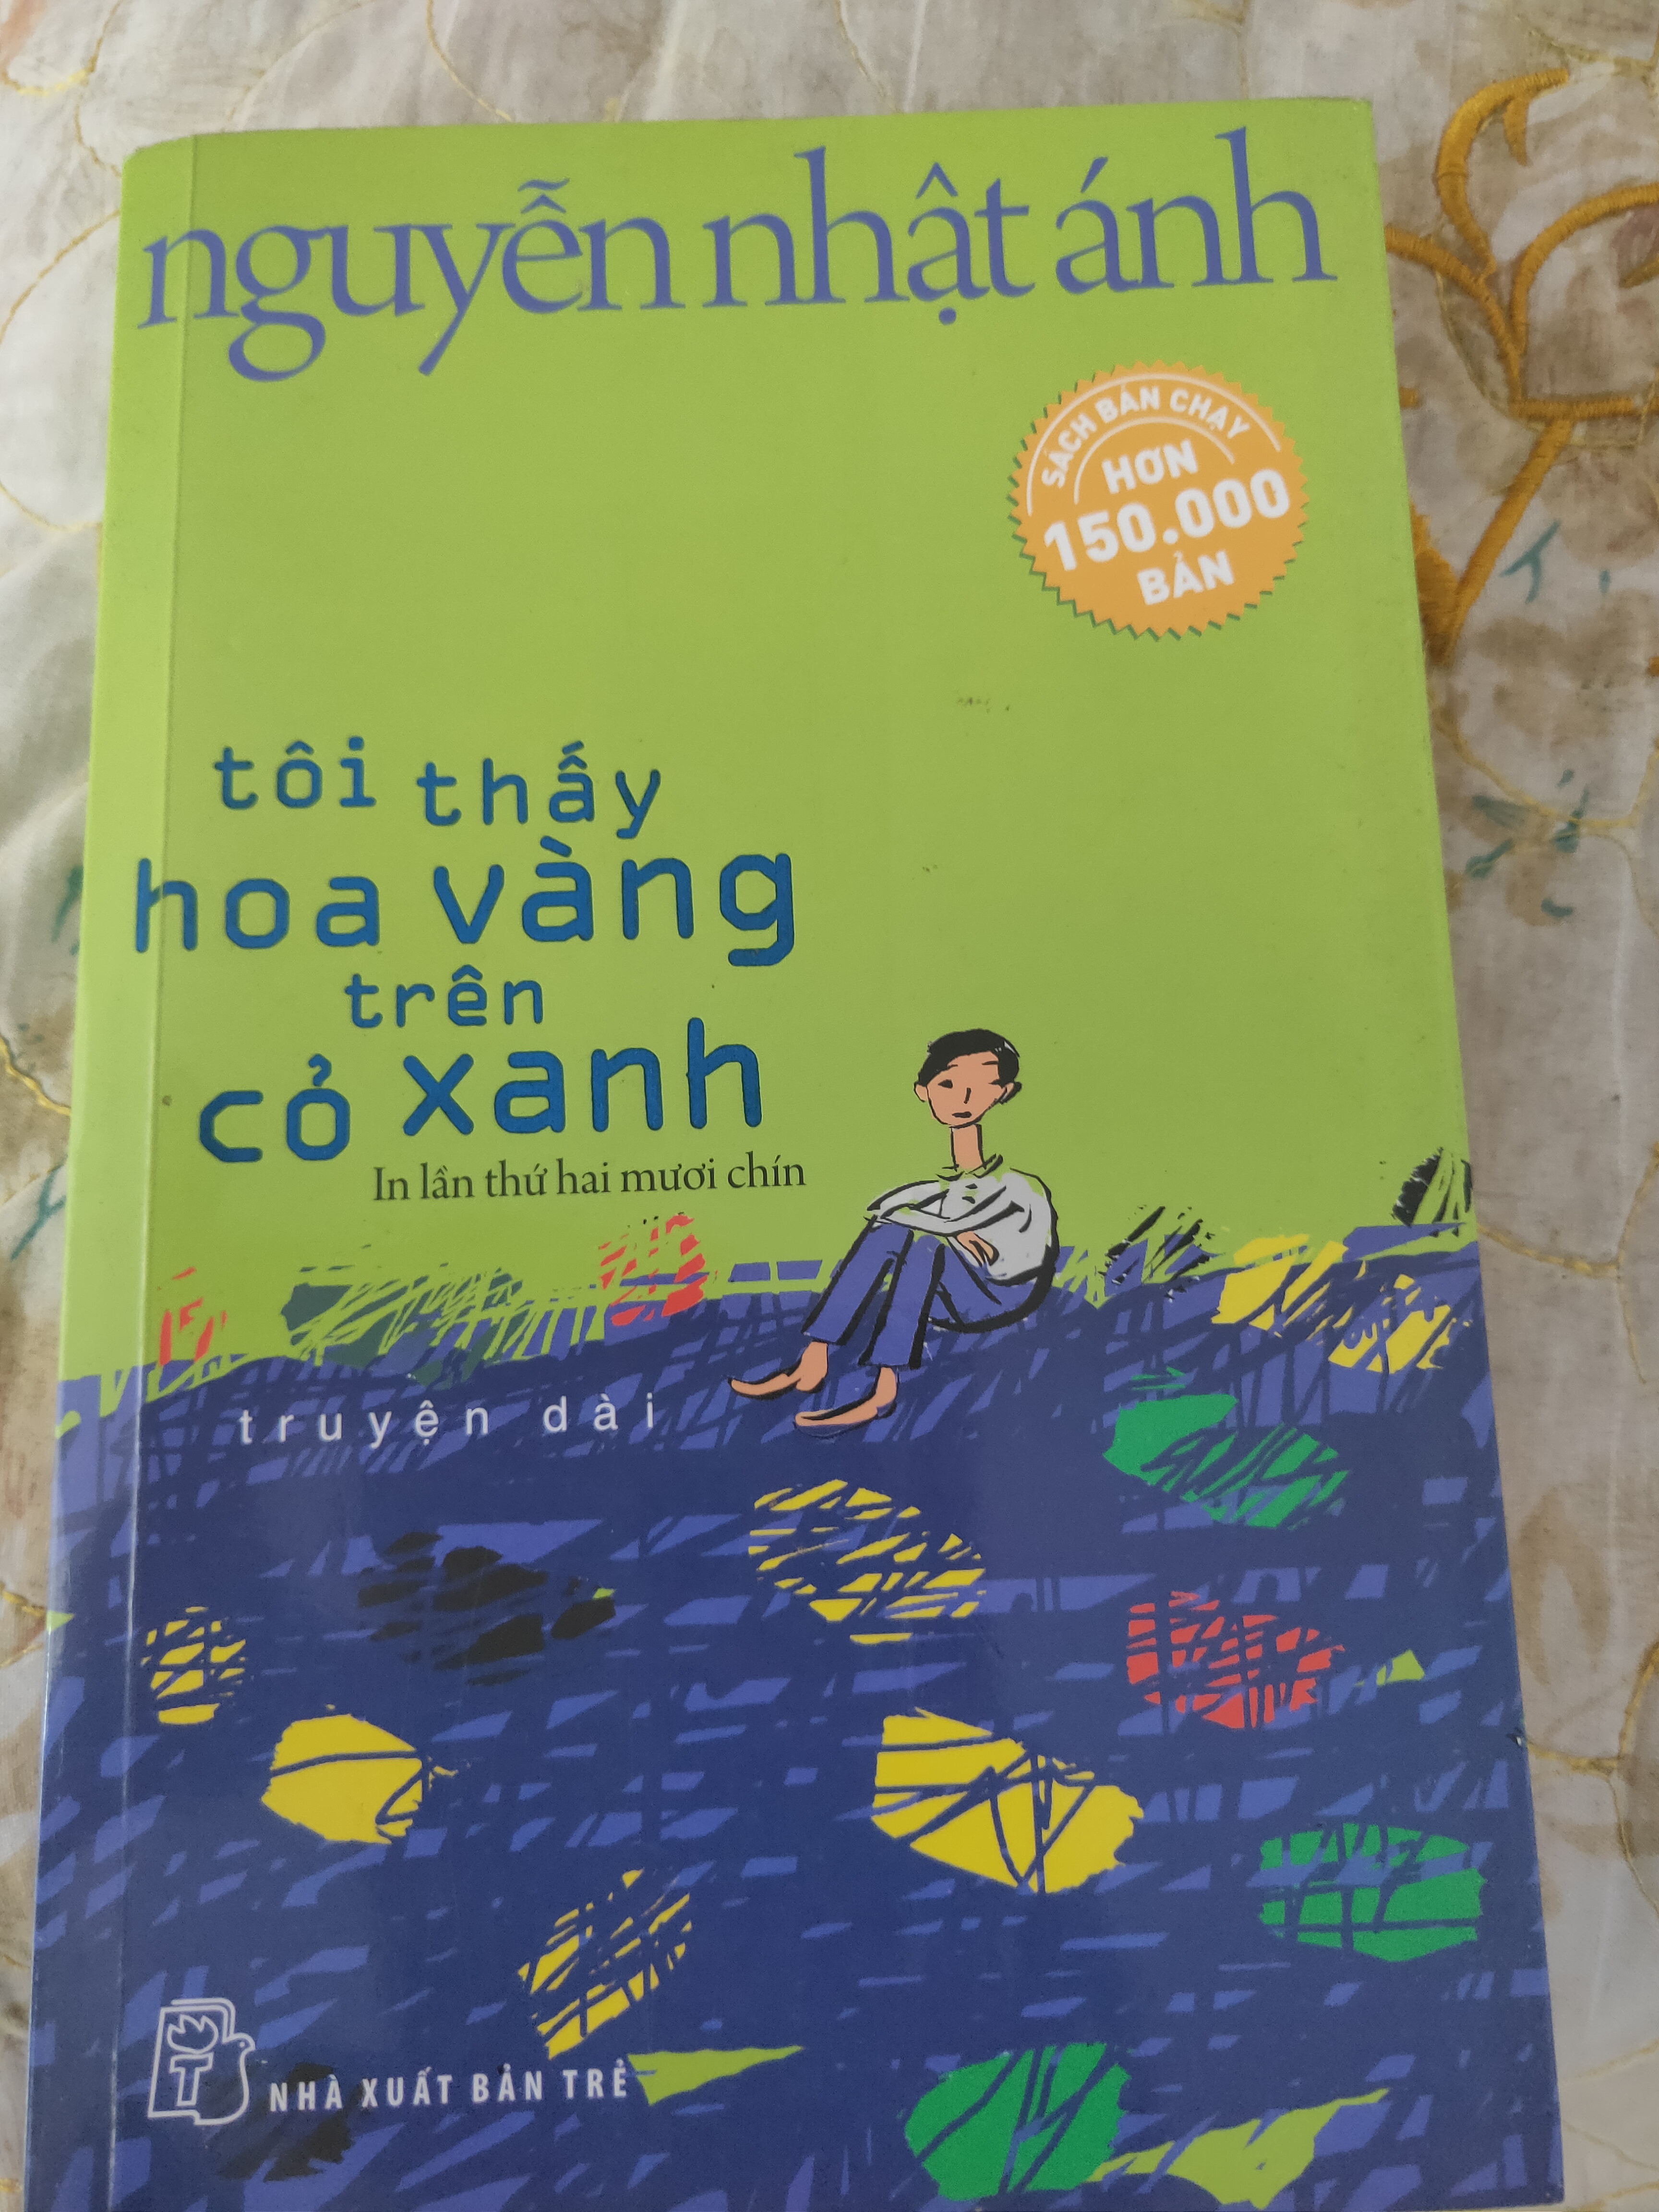 nguyễn nhật ánh
SÁCH BÁN CHẠY
HƠN
150.000
BẢN
tôi thấy
hoa vàng
trên
cỏ xanh
In lần thứ hai mươi chín
truyện dài
T
NHÀ XUẤT BẢN TRẺ